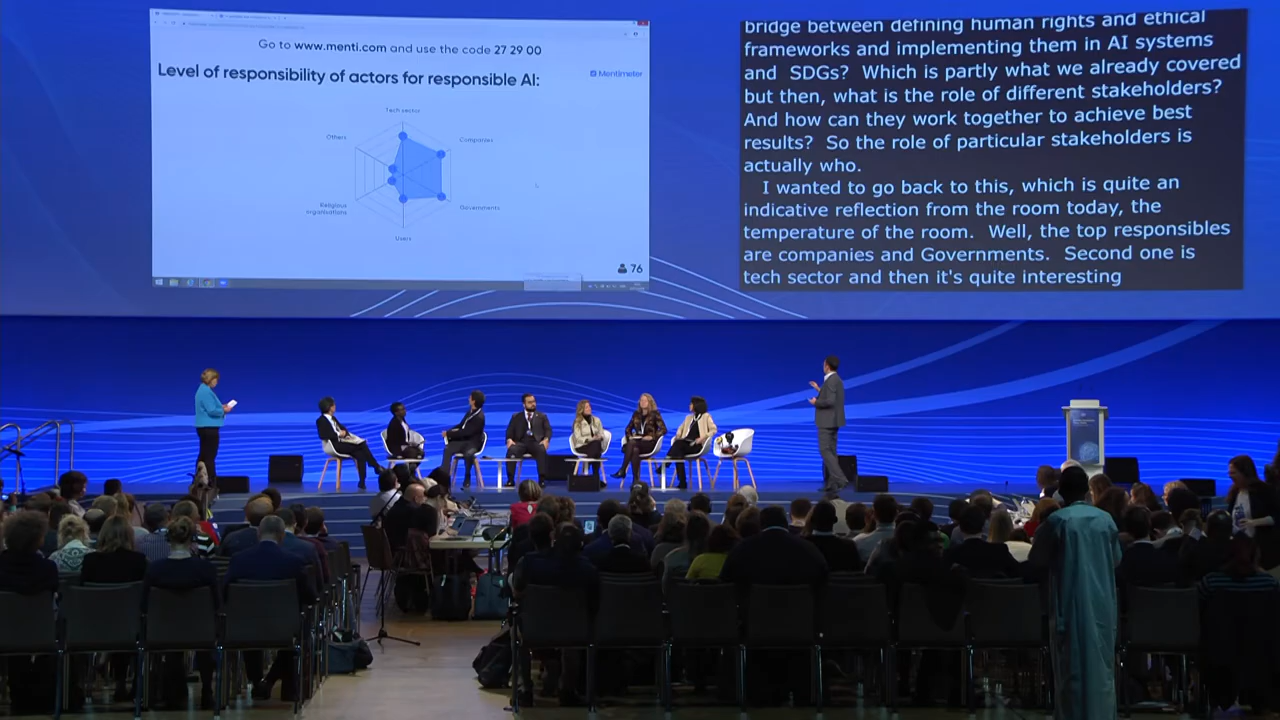 Go to www.menti.com and use the code 27 29 00
Level of responsibility of actors for responsible AI:
Mentimeter
Tech sector
Others
Companies
Religious
organisations
Governments
Users
76
bridge between defining human rights and ethical
frameworks and implementing them in AI systems
and SDGs? Which is partly what we already covered
but then, what is the role of different stakeholders?
And how can they work together to achieve best
results? So the role of particular stakeholders is
actually who.
I wanted to go back to this, which is quite an
indicative reflection from the room today, the
temperature of the room. Well, the top responsibles
are companies and Governments. Second one is
tech sector and then it's quite interesting